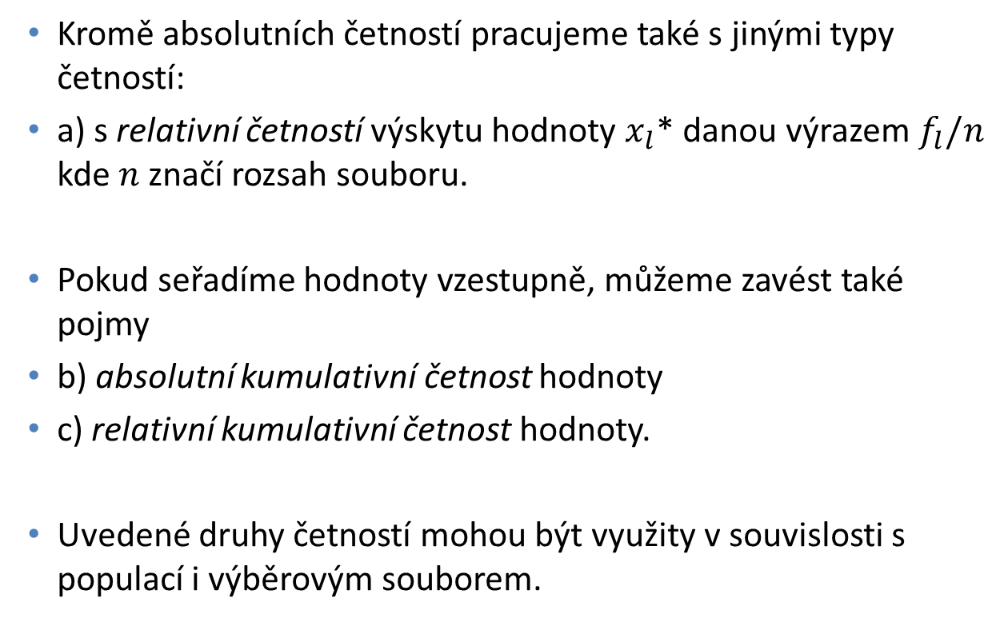 • Kromě absolutních četností pracujeme také s jinými typy
četností:
• a) s relativní četností výskytu hodnoty xₗ* danou výrazem fₗ/n
kde n značí rozsah souboru.
• Pokud seřadíme hodnoty vzestupně, můžeme zavést také
pojmy
• b) absolutní kumulativní četnost hodnoty
• c) relativní kumulativní četnost hodnoty.
• Uvedené druhy četností mohou být využity v souvislosti s
populací i výběrovým souborem.